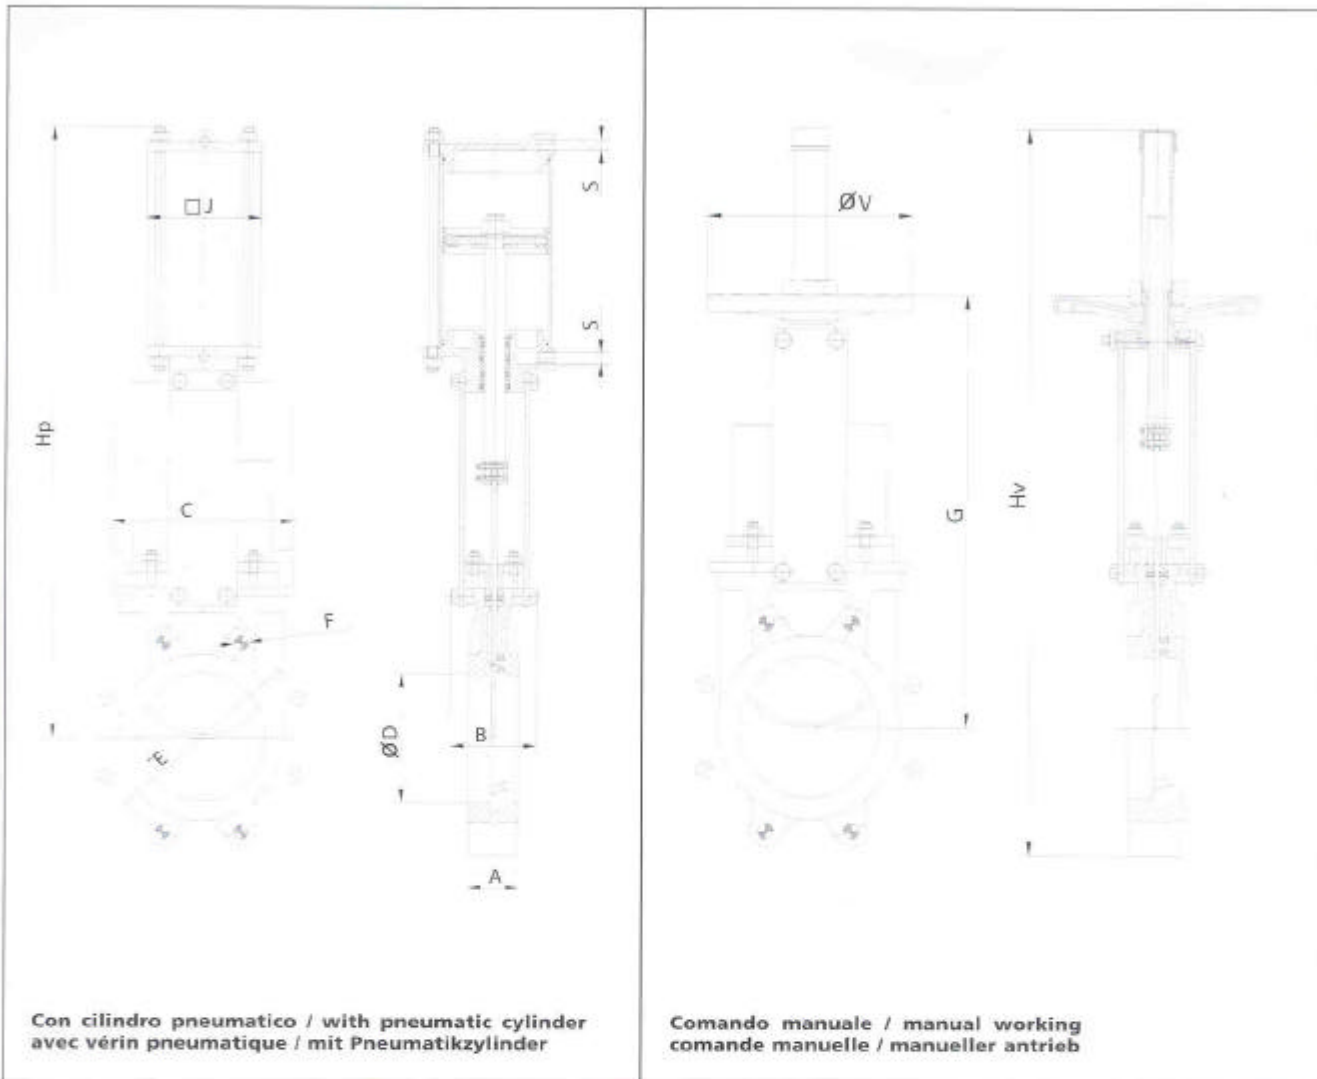 □J
S
S
Hp
C
F
E
ØD
B
A
ØV
G
Hv
Con cilindro pneumatico / with pneumatic cylinder
avec vérin pneumatique / mit Pneumatikzylinder
Comando manuale / manual working
comande manuelle / manueller antrieb